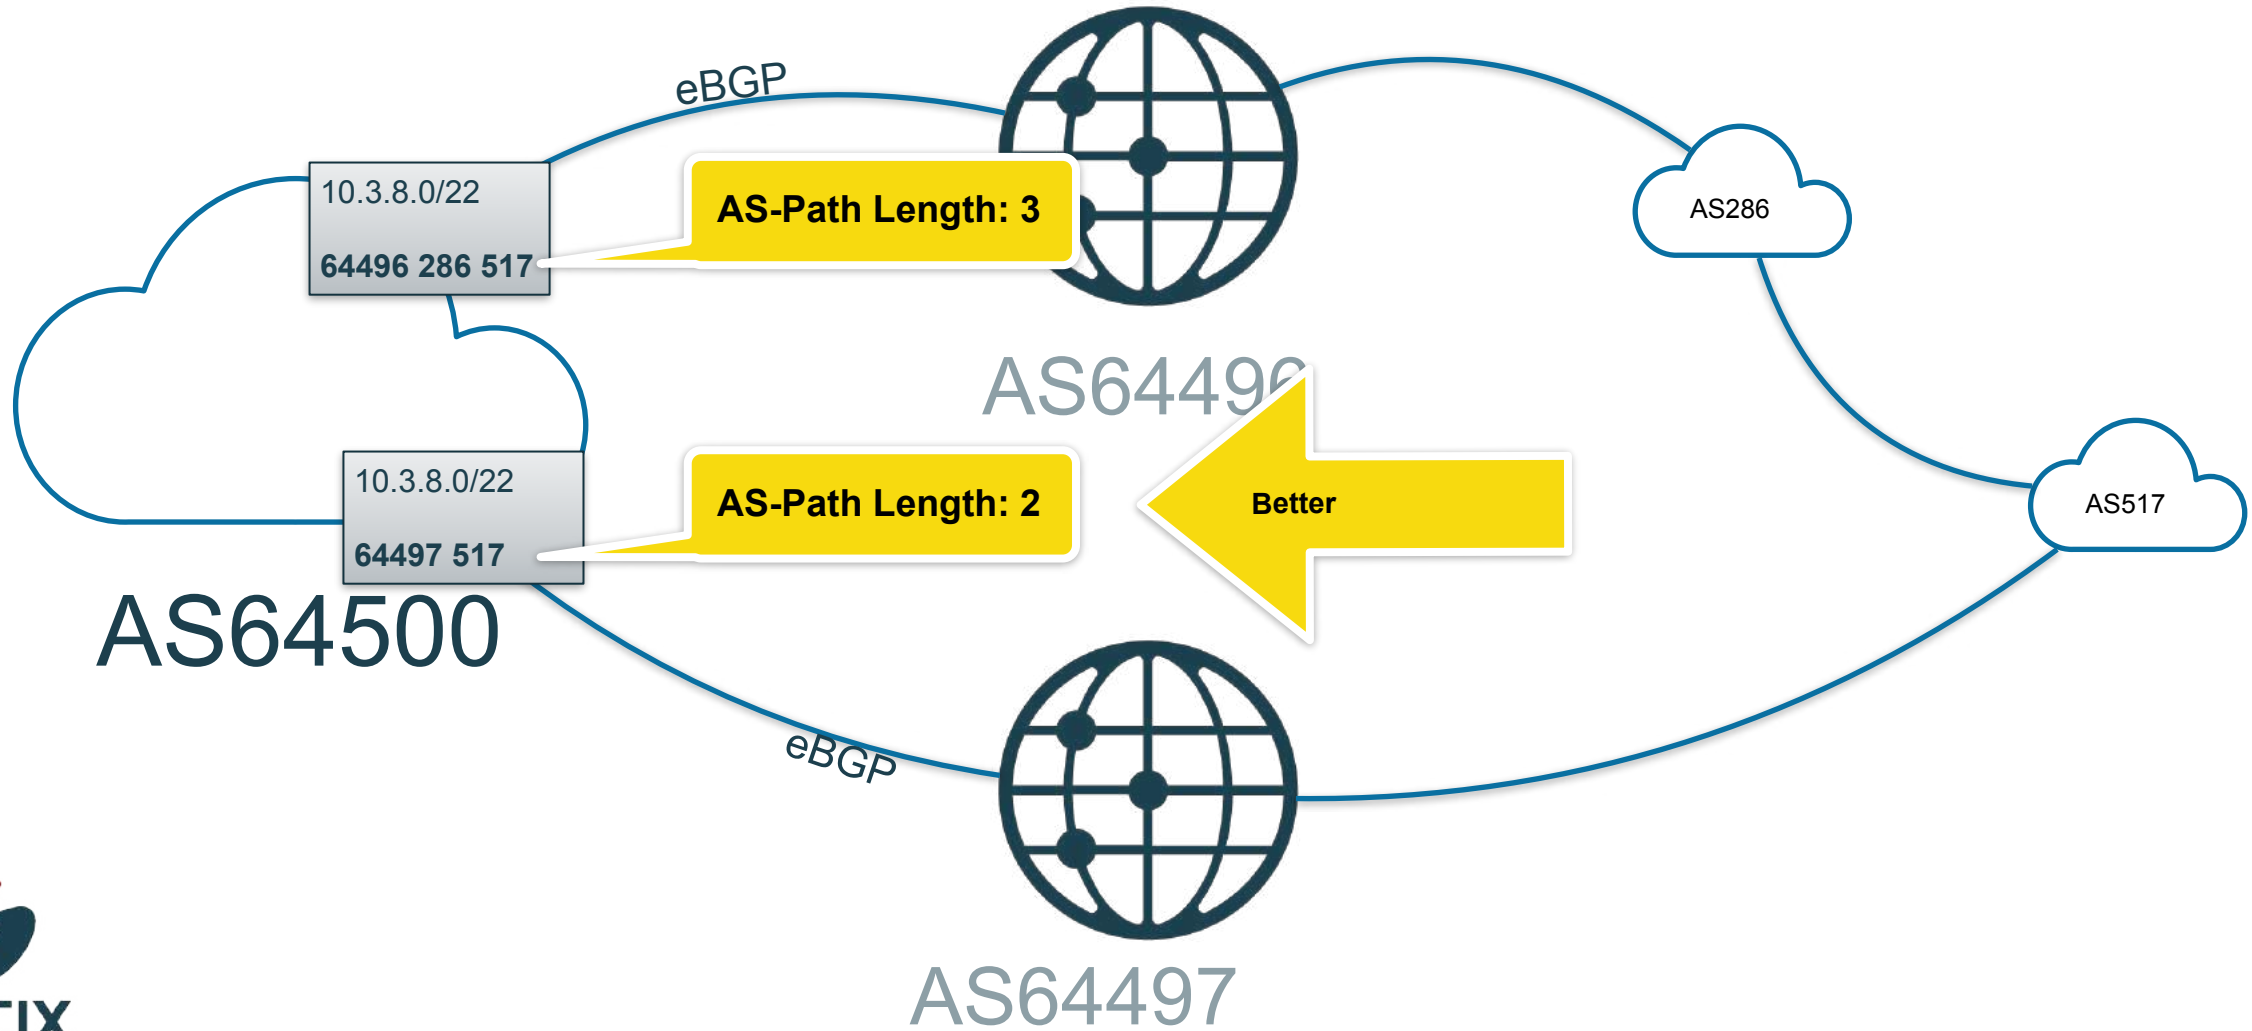 eBGP
10.3.8.0/22
64496 286 517
AS-Path Length: 3
AS286
AS64496
10.3.8.0/22
64497 517
AS-Path Length: 2
Better
AS517
AS64500
eBGP
AS64497